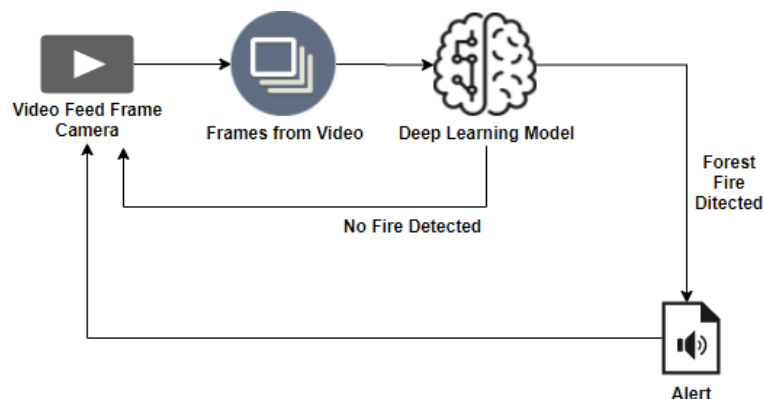 Video Feed Frame
Camera
Frames from Video
Deep Learning Model
Forest
Fire
Ditected
No Fire Detected
Alert